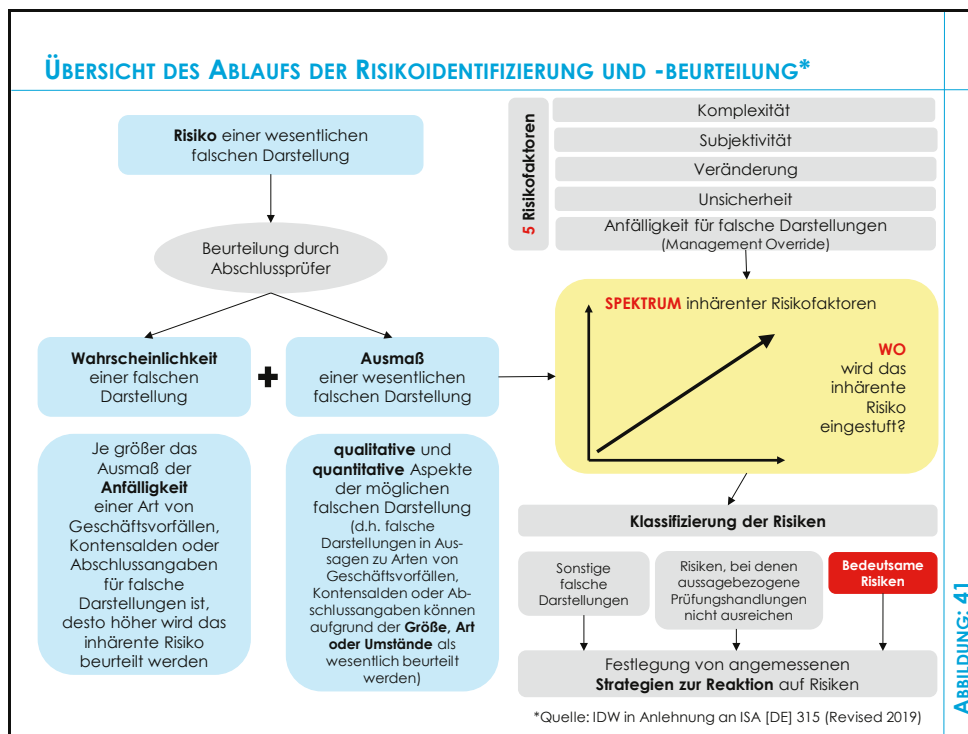 ÜBERSICHT DES ABLAUFS DER RISIKOIDENTIFIZIERUNG UND -BEURTEILUNG*
Risiko einer wesentlichen
falschen Darstellung
Beurteilung durch
Abschlussprüfer
Wahrscheinlichkeit
einer falschen
Darstellung
+
Ausmaß
einer wesentlichen
falschen Darstellung
Je größer das
Ausmaß der
Anfälligkeit
einer Art von
Geschäftsvorfällen,
Kontensalden oder
Abschlussangaben
für falsche
Darstellungen ist,
desto höher wird das
inhärente Risiko
beurteilt werden
qualitative und
quantitative Aspekte
der möglichen
falschen Darstellung
(d.h. falsche
Darstellungen in Aus-
sagen zu Arten von
Geschäftsvorfällen,
Kontensalden oder Ab-
schlussangaben können
aufgrund der Größe, Art
oder Umstände als
wesentlich beurteilt
werden)
5 Risikofaktoren
Komplexität
Subjektivität
Veränderung
Unsicherheit
Anfälligkeit für falsche Darstellungen
(Management Override)
SPEKTRUM inhärenter Risikofaktoren
WO
wird das
inhärente
Risiko
eingestuft?
Klassifizierung der Risiken
Sonstige
falsche
Darstellungen
Risiken, bei denen
aussagebezogene
Prüfungshandlungen
nicht ausreichen
Bedeutsame
Risiken
Festlegung von angemessenen
Strategien zur Reaktion auf Risiken
*Quelle: IDW in Anlehnung an ISA [DE] 315 (Revised 2019)
ABBILDUNG: 41